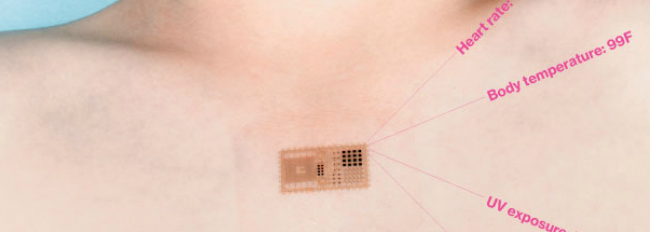 Heart rate:
Body temperature: 99F
UV exposure